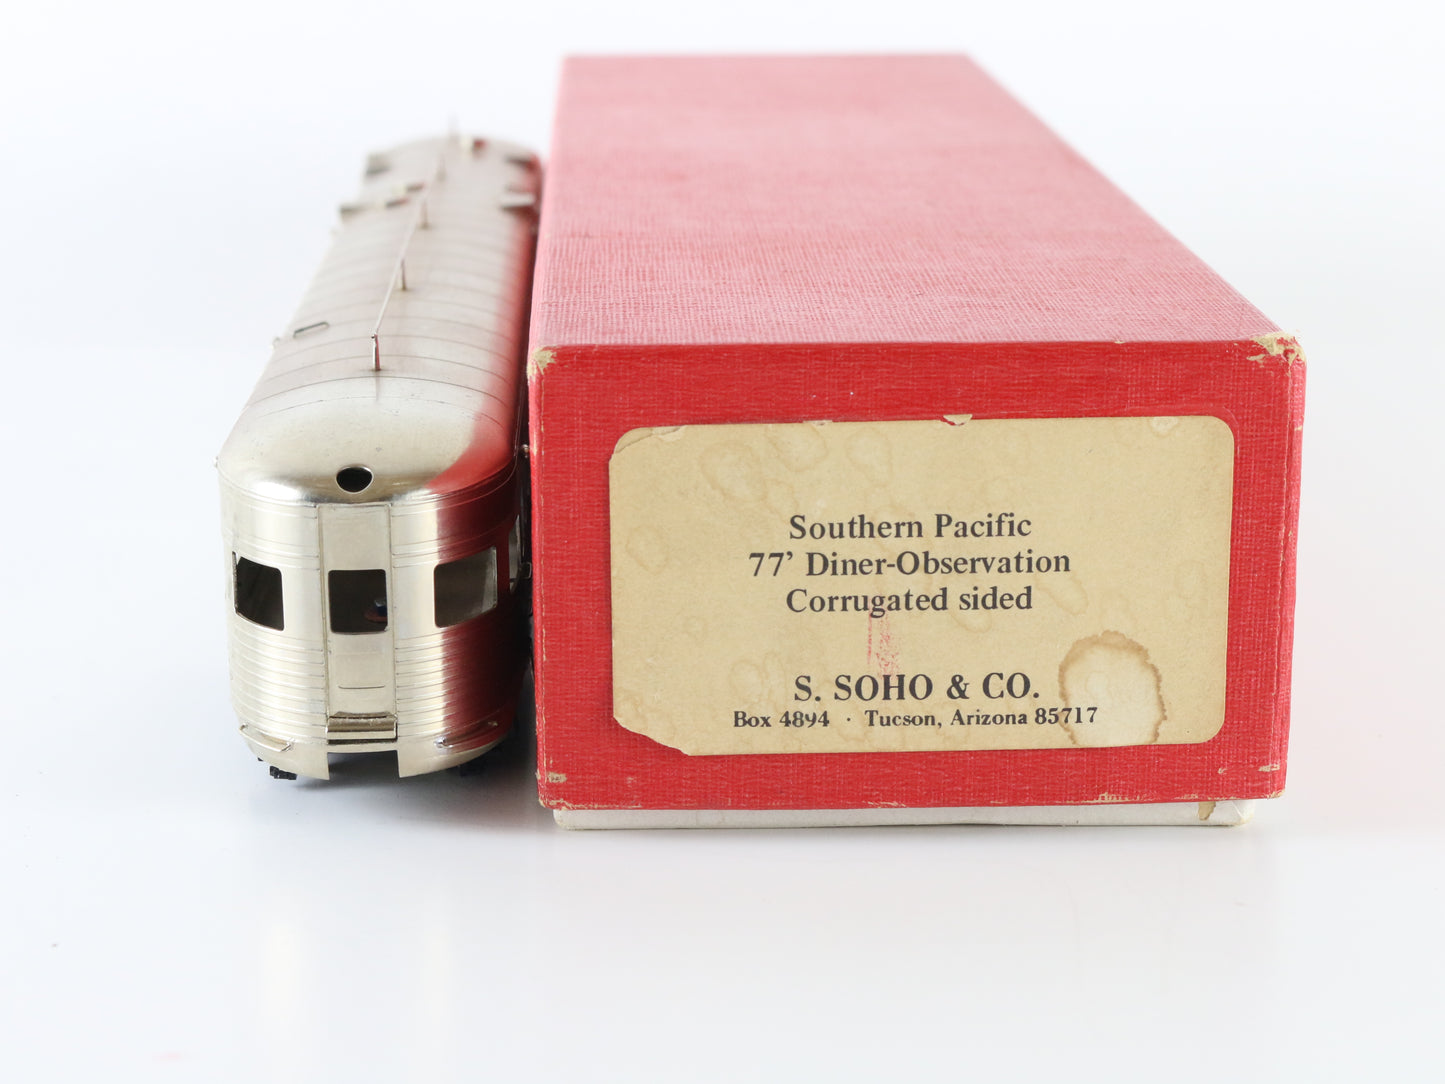 Southern Pacific
77' Diner-Observation
Corrugated sided
S. SOHO & CO.
Box 4894 · Tucson, Arizona 85717